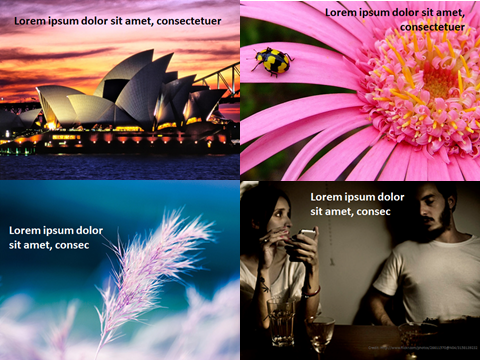 Lorem ipsum dolor sit amet, consectetuer
Lorem ipsum dolor sit amet,
consectetuer
Lorem ipsum dolor
sit amet, consec
Lorem ipsum dolor
sit amet, consec